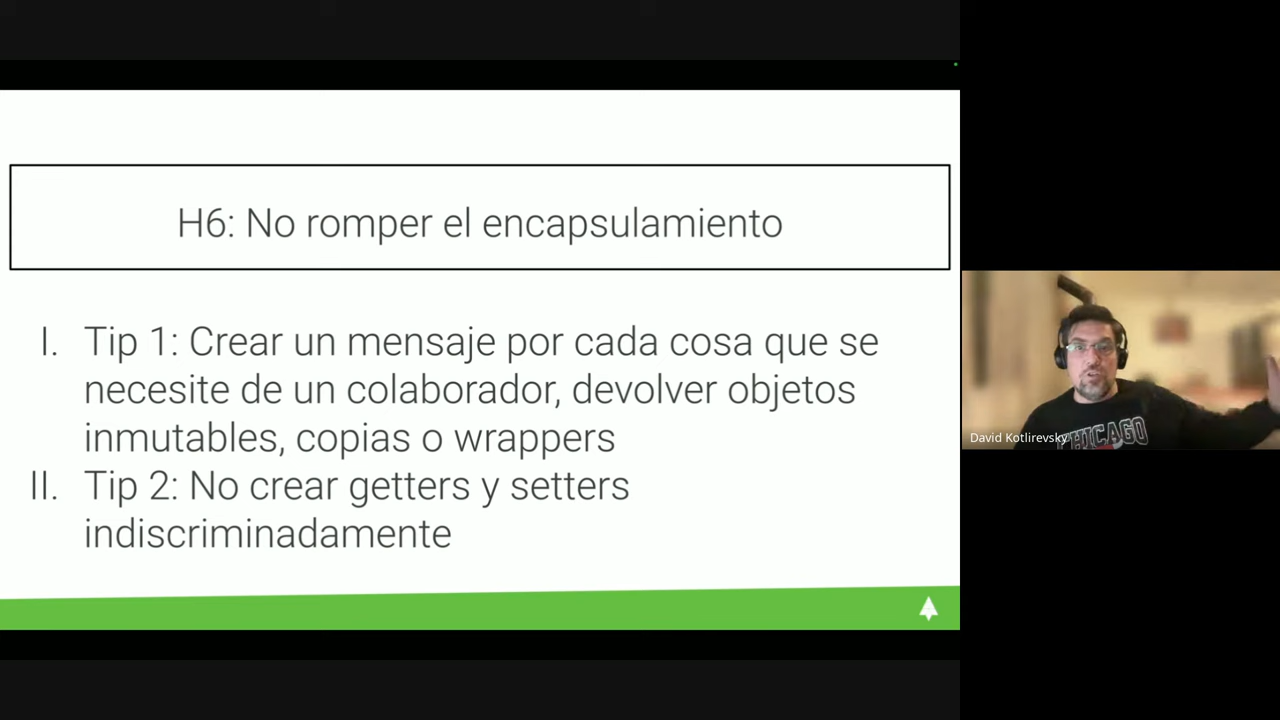 H6: No romper el encapsulamiento
I. Tip 1: Crear un mensaje por cada cosa que se
necesite de un colaborador, devolver objetos
inmutables, copias o wrappers
II. Tip 2: No crear getters y setters
indiscriminadamente
David Kotlirevsky
CHICAGO